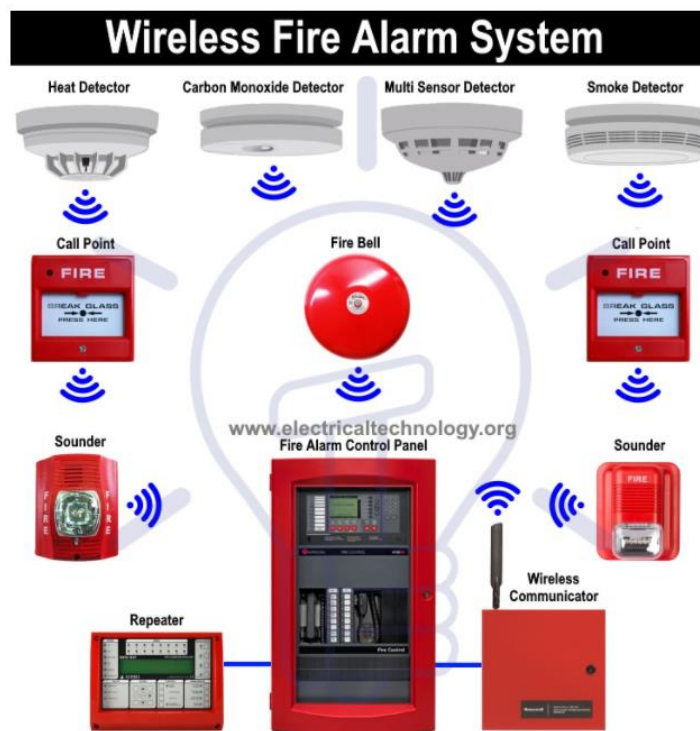 Wireless Fire Alarm System
Heat Detector
Carbon Monoxide Detector
Multi Sensor Detector
Smoke Detector
Call Point
Fire Bell
Call Point
FIRE
FIRE
BREAK GLASS
PRESS HERE
BREAK GLASS
PRESS HERE
www.electricaltechnology.org
Sounder
Fire Alarm Control Panel
Sounder
FIRE
FIRE
FIRE
Wireless
Communicator
Repeater
Fire Control
Honeywell